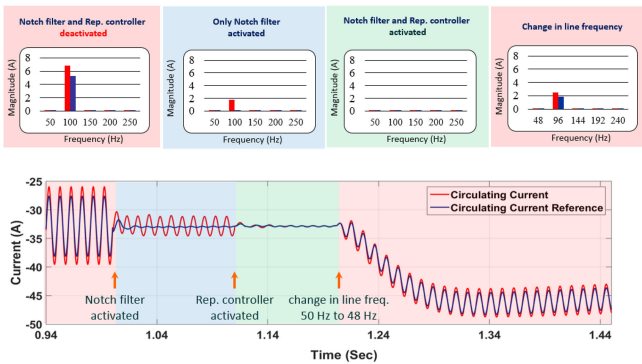 Notch filter and Rep. controller
deactivated
Only Notch filter
activated
Notch filter and Rep. controller
activated
Change in line frequency
Magnitude (A)
8
6
4
2
0
50 100 150 200 250
Frequency (Hz)
Magnitude (A)
8
6
4
2
0
50 100 150 200 250
Frequency (Hz)
Magnitude (A)
8
6
4
2
0
50 100 150 200 250
Frequency (Hz)
Magnitude (A)
8
6
4
2
0
48 96 144 192 240
Frequency (Hz)
Current (A)
-25
-30
-35
-40
-45
-50
Circulating Current
Circulating Current Reference
Notch filter
activated
Rep. controller
activated
change in line freq.
50 Hz to 48 Hz
0.94 1.04 1.14 1.24 1.34 1.44
Time (Sec)